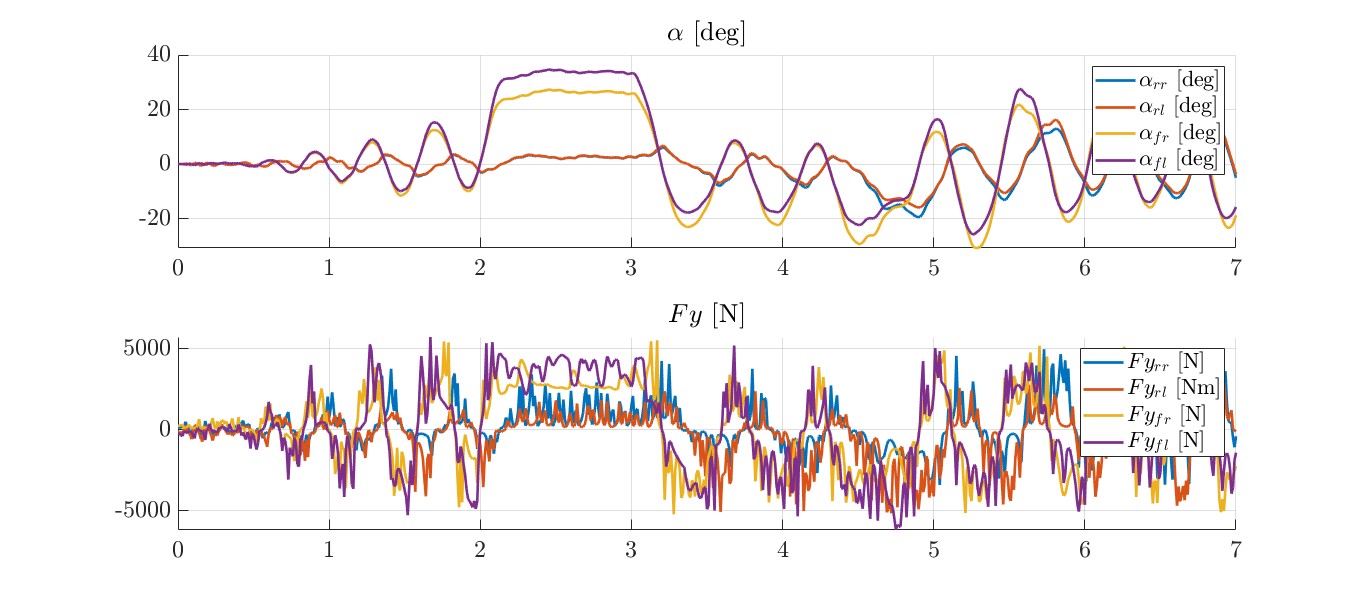 α [deg]
40
20
0
-20
0 1 2 3 4 5 6 7
α_rr [deg]
α_rl [deg]
α_fr [deg]
α_fl [deg]
Fy [N]
5000
0
-5000
0 1 2 3 4 5 6 7
Fy_rr [N]
Fy_rl [Nm]
Fy_fr [N]
Fy_fl [N]